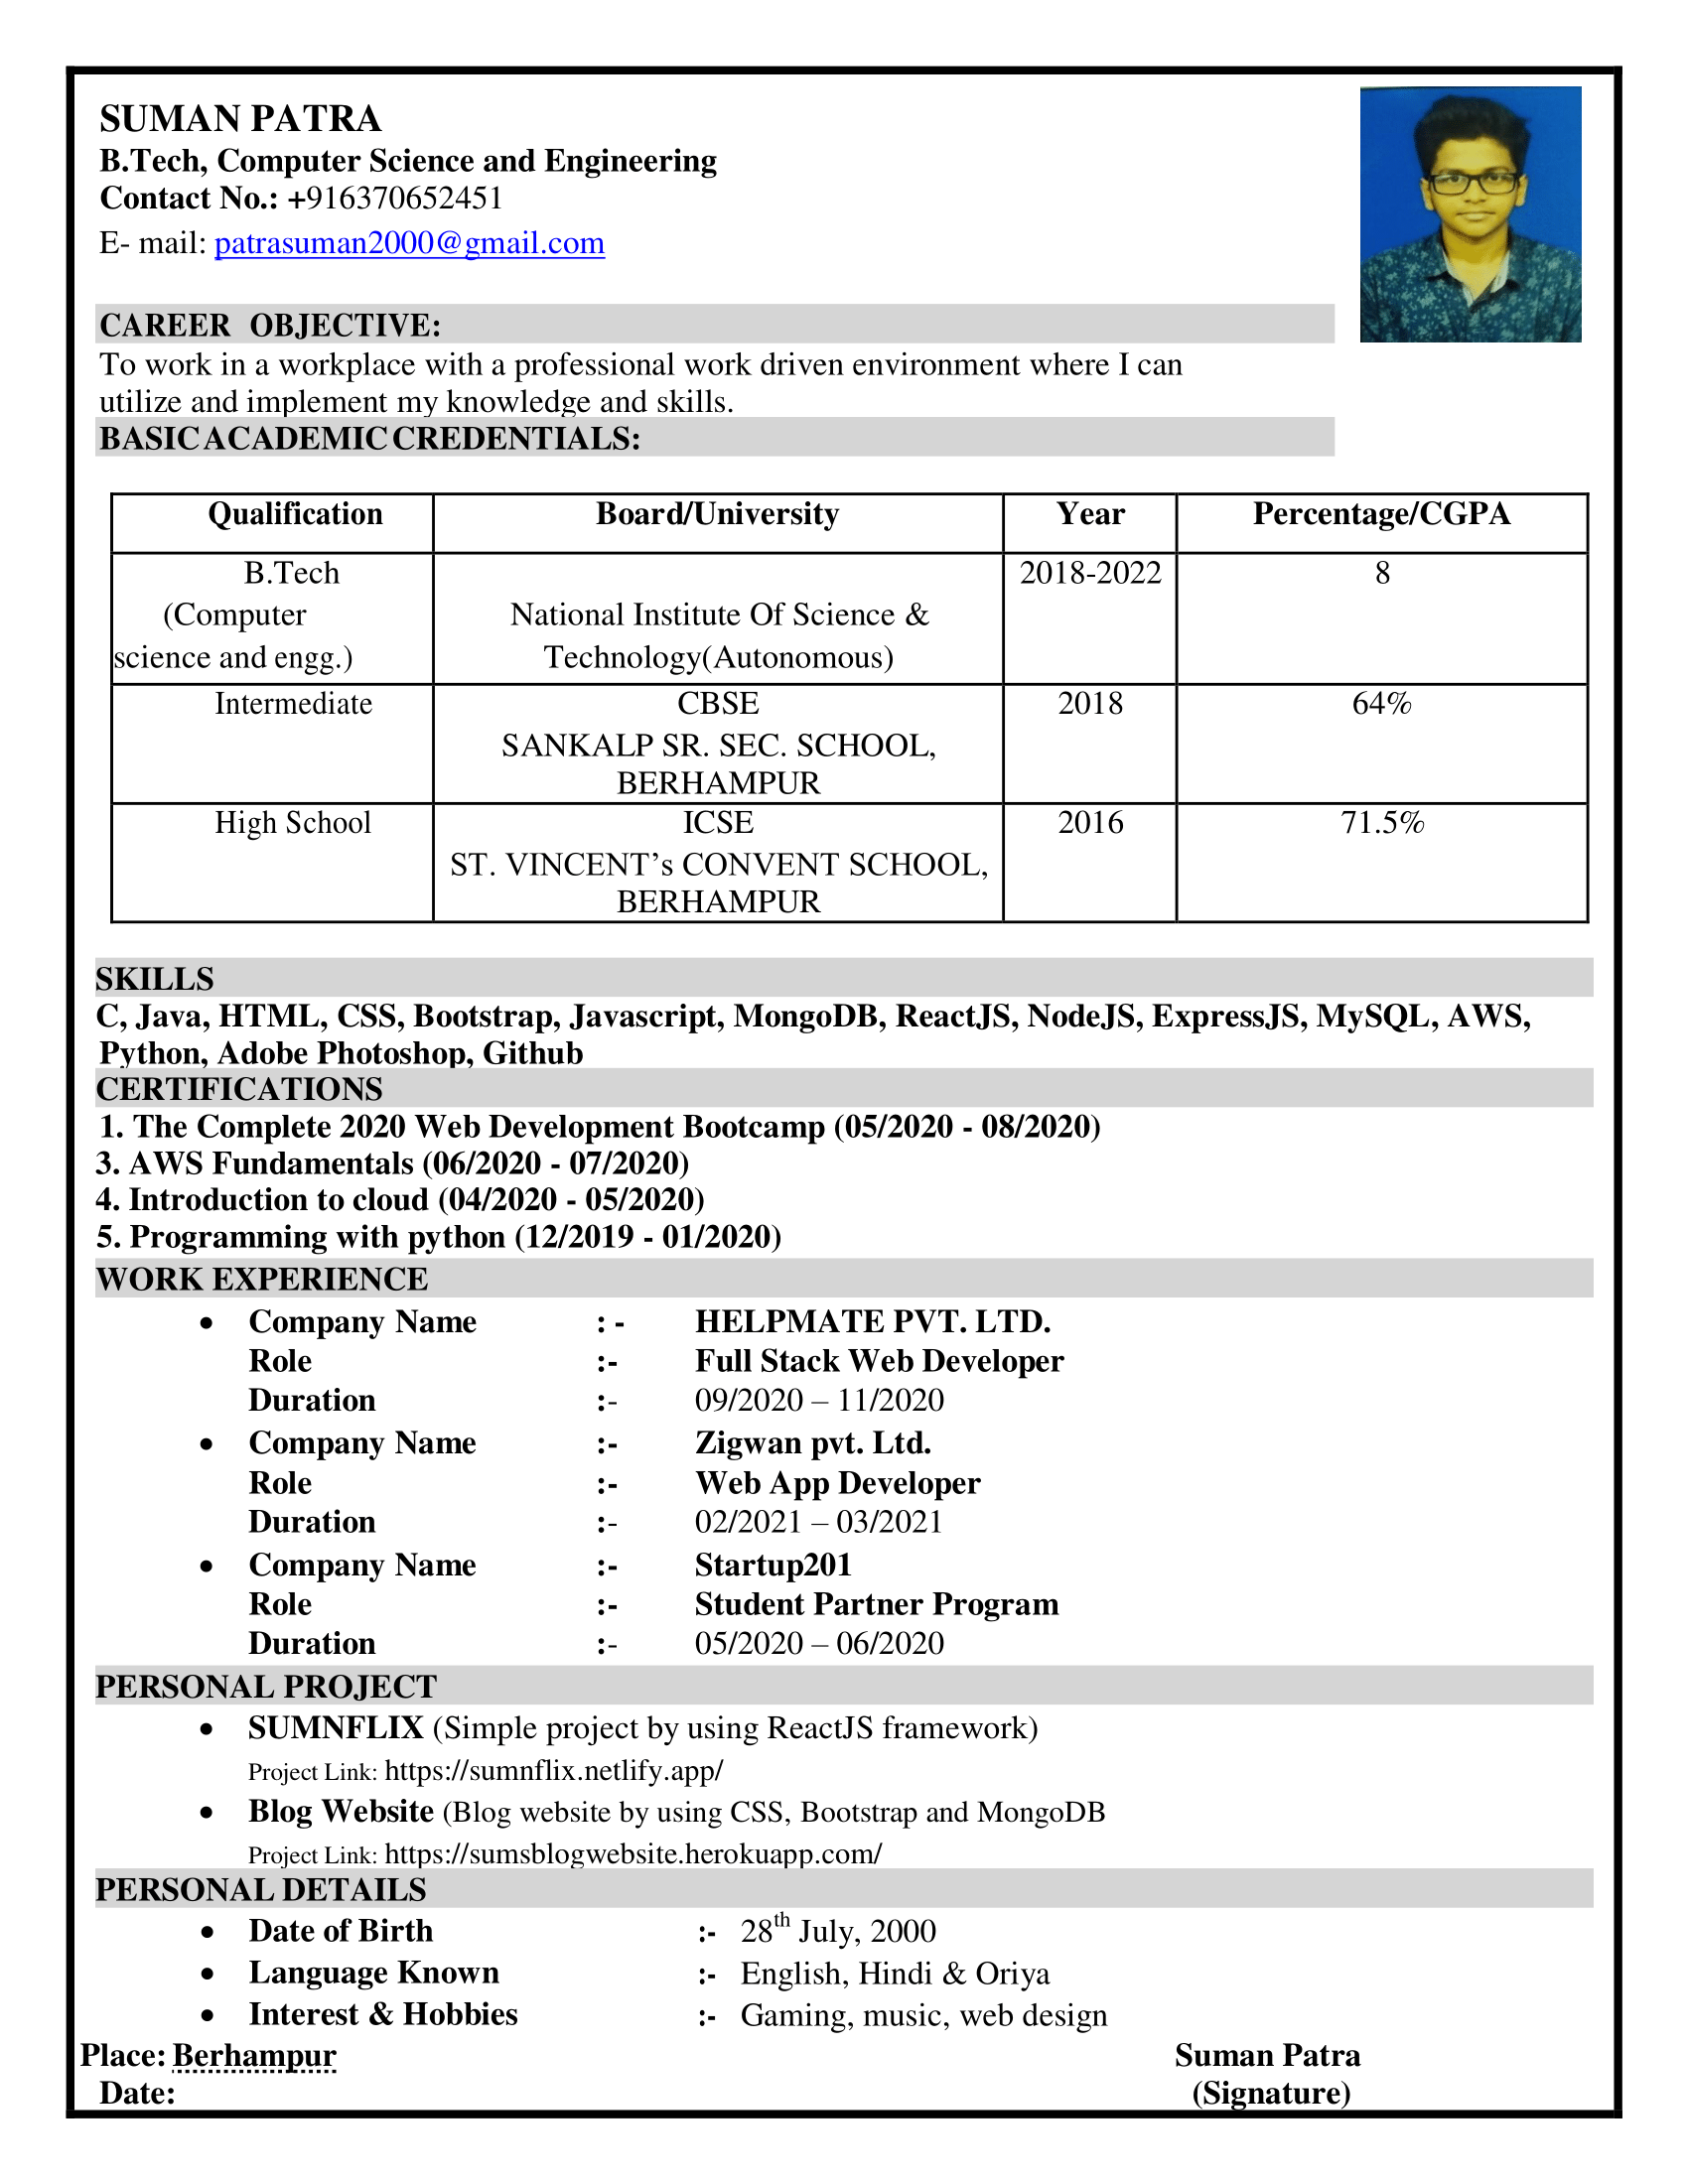 SUMAN PATRA
B.Tech, Computer Science and Engineering
Contact No.: +916370652451
E- mail: patrasuman2000@gmail.com
CAREER OBJECTIVE:
To work in a workplace with a professional work driven environment where I can
utilize and implement my knowledge and skills.
BASIC ACADEMIC CREDENTIALS:
Qualification Board/University Year Percentage/CGPA
B.Tech 2018-2022 8
(Computer National Institute Of Science &
science and engg.) Technology(Autonomous)
Intermediate CBSE 2018 64%
SANKALP SR. SEC. SCHOOL,
BERHAMPUR
High School ICSE 2016 71.5%
ST. VINCENT’s CONVENT SCHOOL,
BERHAMPUR
SKILLS
C, Java, HTML, CSS, Bootstrap, Javascript, MongoDB, ReactJS, NodeJS, ExpressJS, MySQL, AWS,
Python, Adobe Photoshop, Github
CERTIFICATIONS
1. The Complete 2020 Web Development Bootcamp (05/2020 - 08/2020)
3. AWS Fundamentals (06/2020 - 07/2020)
4. Introduction to cloud (04/2020 - 05/2020)
5. Programming with python (12/2019 - 01/2020)
WORK EXPERIENCE
• Company Name : - HELPMATE PVT. LTD.
Role :- Full Stack Web Developer
Duration :- 09/2020 – 11/2020
• Company Name :- Zigwan pvt. Ltd.
Role :- Web App Developer
Duration :- 02/2021 – 03/2021
• Company Name :- Startup201
Role :- Student Partner Program
Duration :- 05/2020 – 06/2020
PERSONAL PROJECT
• SUMNFLIX (Simple project by using ReactJS framework)
Project Link: https://sumnflix.netlify.app/
• Blog Website (Blog website by using CSS, Bootstrap and MongoDB
Project Link: https://sumsblogwebsite.herokuapp.com/
PERSONAL DETAILS
• Date of Birth :- 28th July, 2000
• Language Known :- English, Hindi & Oriya
• Interest & Hobbies :- Gaming, music, web design
Place: Berhampur Suman Patra
Date: (Signature)